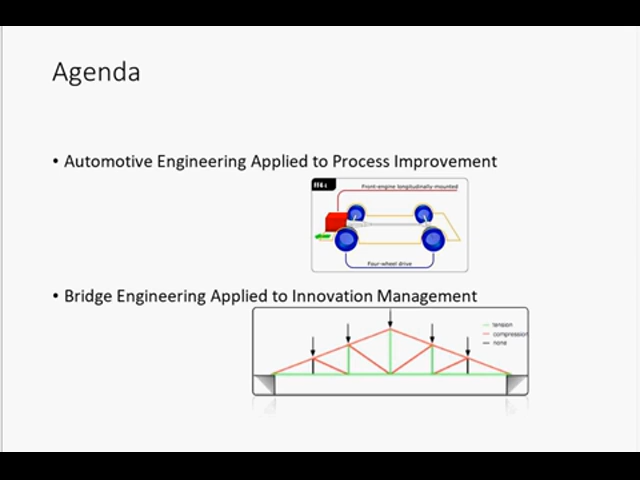 Agenda
• Automotive Engineering Applied to Process Improvement
Front-engine longitudinally-mounted
Four-wheel drive
• Bridge Engineering Applied to Innovation Management
tension
compression
none